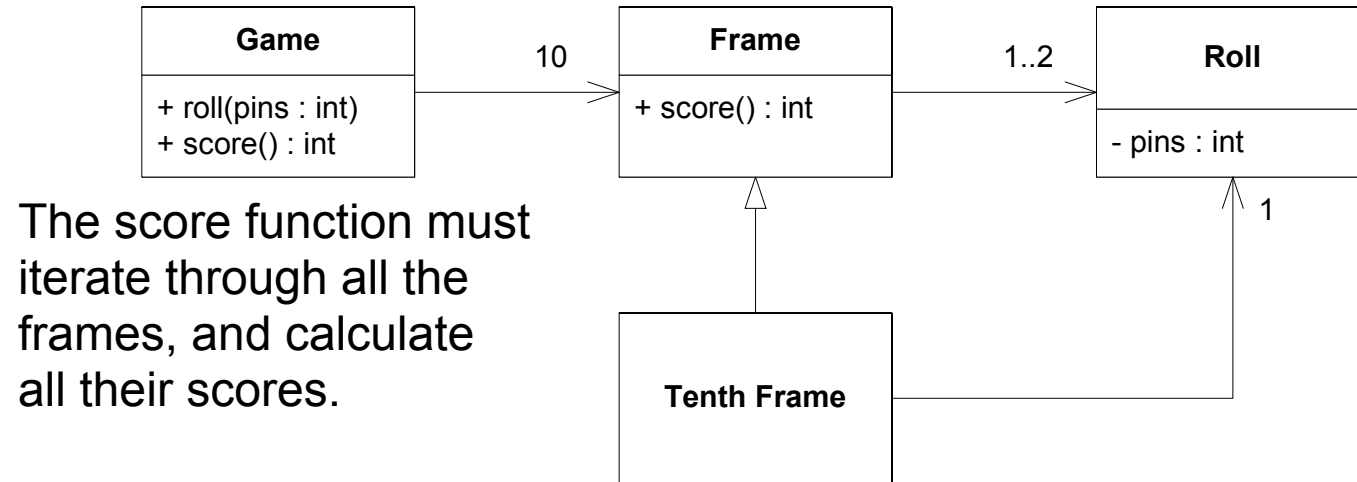 Game
+ roll(pins : int)
+ score() : int
10
Frame
+ score() : int
1..2
Roll
- pins : int
1
The score function must
iterate through all the
frames, and calculate
all their scores.
Tenth Frame